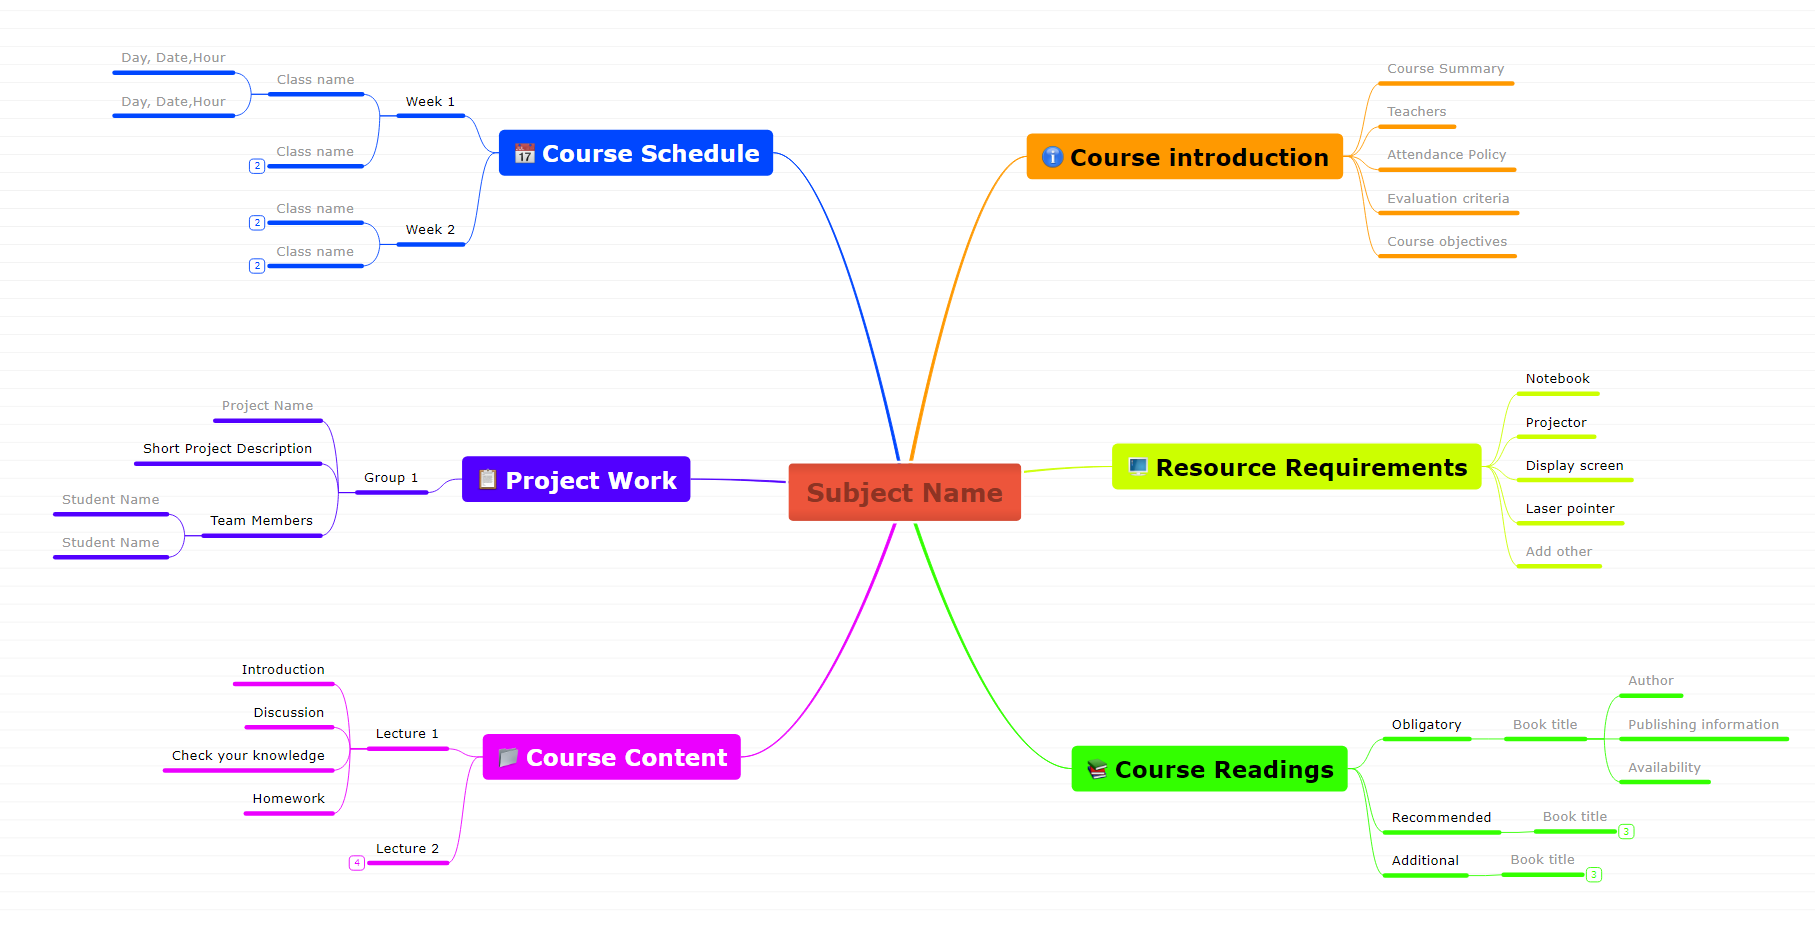 Subject Name
Course Schedule
17
Week 1
Class name
Day, Date,Hour
Day, Date,Hour
Class name
2
Week 2
Class name
2
Class name
2
Project Work
Group 1
Project Name
Short Project Description
Team Members
Student Name
Student Name
Course Content
Lecture 1
Introduction
Discussion
Check your knowledge
Homework
Lecture 2
4
Course introduction
Course Summary
Teachers
Attendance Policy
Evaluation criteria
Course objectives
Resource Requirements
Notebook
Projector
Display screen
Laser pointer
Add other
Course Readings
Obligatory
Book title
Author
Publishing information
Availability
Recommended
Book title
3
Additional
Book title
3